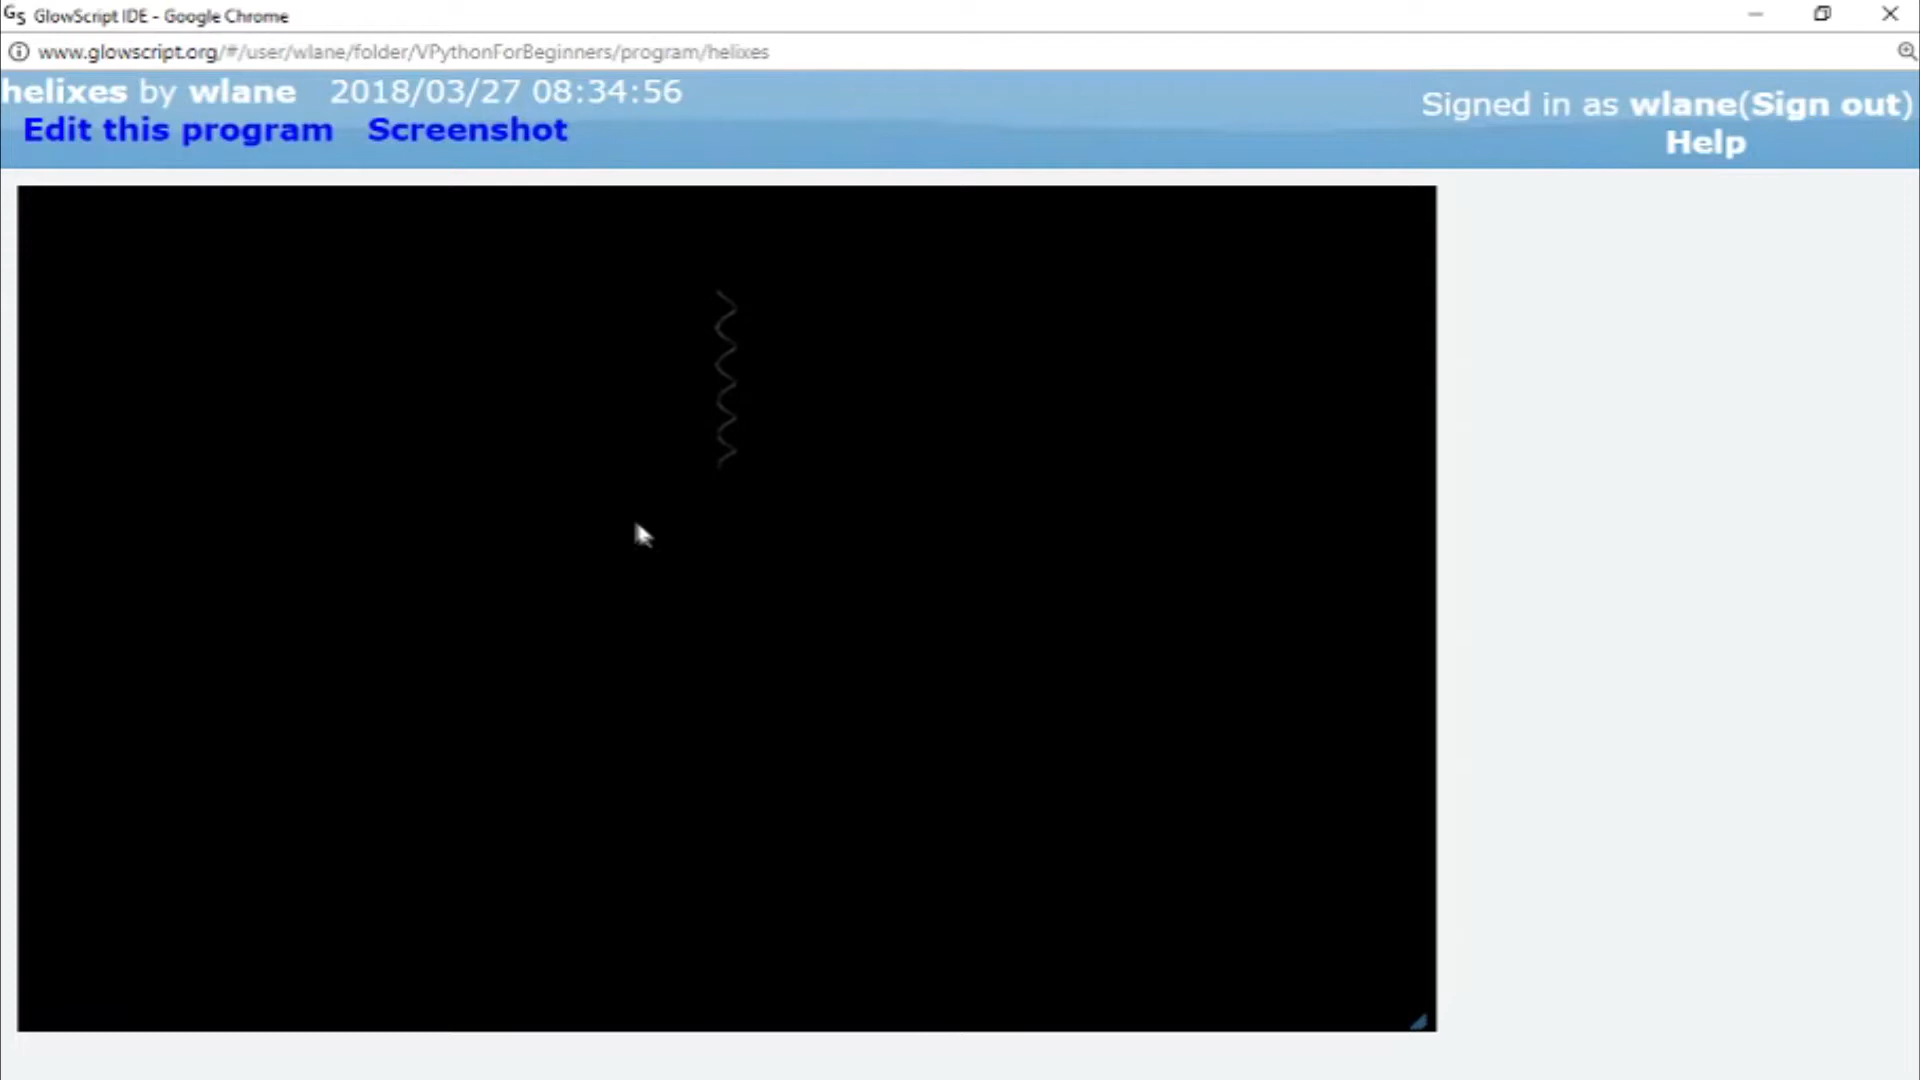 GS GlowScript IDE - Google Chrome
www.glowscript.org/#/user/wlane/folder/VPythonForBeginners/program/helixes
helixes by wlane 2018/03/27 08:34:56
Signed in as wlane(Sign out)
Edit this program Screenshot
Help